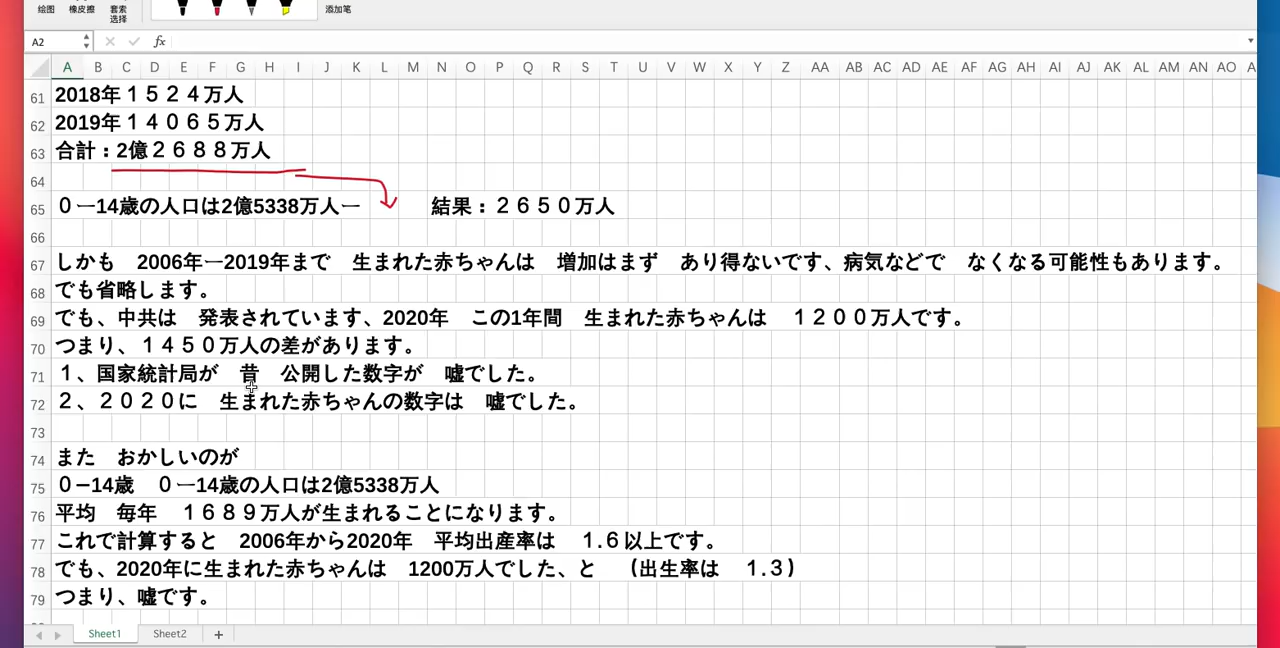 绘图 橡皮擦 套索选择 添加笔
A2 fx
A B C D E F G H I J K L M N O P Q R S T U V W X Y Z AA AB AC AD AE AF AG AH AI AJ AK AL AM AN AO
61 2018年１５２４万人
62 2019年１４０６５万人
63 合計：2億２６８８万人
64
65 ０ー14歳の人口は2億5338万人ー 結果：２６５０万人
66
67 しかも　2006年ー2019年まで　生まれた赤ちゃんは　増加はまず　あり得ないです、病気などで　なくなる可能性もあります。
68 でも省略します。
69 でも、中共は　発表されています、2020年　この1年間　生まれた赤ちゃんは　１２００万人です。
70 つまり、１４５０万人の差があります。
71 １、国家統計局が　昔　公開した数字が　嘘でした。
72 ２、２０２０に　生まれた赤ちゃんの数字は　嘘でした。
73
74 また　おかしいのが
75 ０−14歳　０ー14歳の人口は2億5338万人
76 平均　毎年　１６８９万人が生まれることになります。
77 これで計算すると　2006年から2020年　平均出産率は　１.６以上です。
78 でも、2020年に生まれた赤ちゃんは　1200万人でした、と　（出生率は　１.３）
79 つまり、嘘です。
Sheet1 Sheet2 +